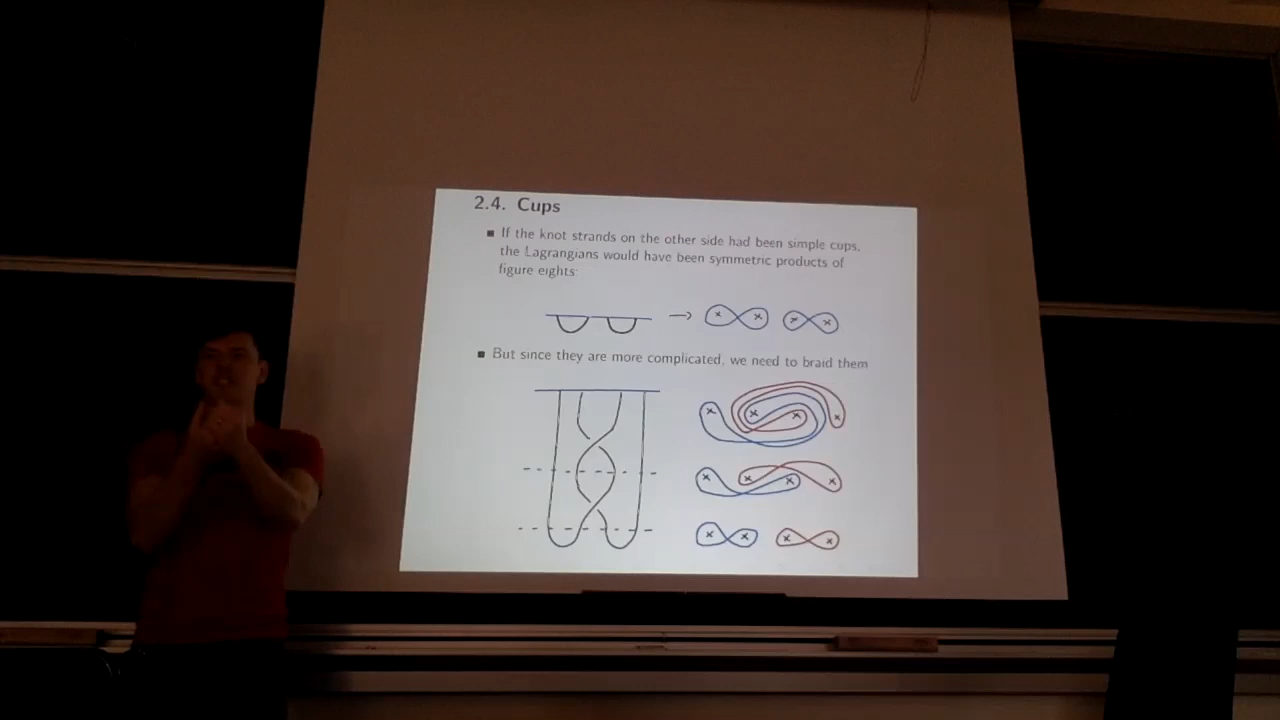 2.4. Cups
If the knot strands on the other side had been simple cups,
the Lagrangians would have been symmetric products of
figure eights:
But since they are more complicated, we need to braid them